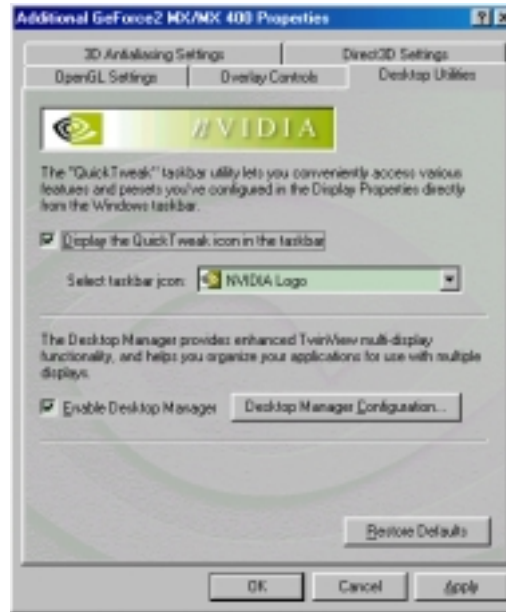 Additional GeForce2 MX/MX 400 Properties
3D Antialiasing Settings Direct3D Settings
OpenGL Settings Overlay Controls Desktop Utilities
nVIDIA
The "QuickTweak" taskbar utility lets you conveniently access various
features and presets you've configured in the Display Properties directly
from the Windows taskbar.
Display the QuickTweak icon in the taskbar
Select taskbar icon: NVIDIA Logo
The Desktop Manager provides enhanced TwinView multi-display
functionality, and helps you organize your applications for use with multiple
displays.
Enable Desktop Manager Desktop Manager Configuration...
Restore Defaults
OK Cancel Apply